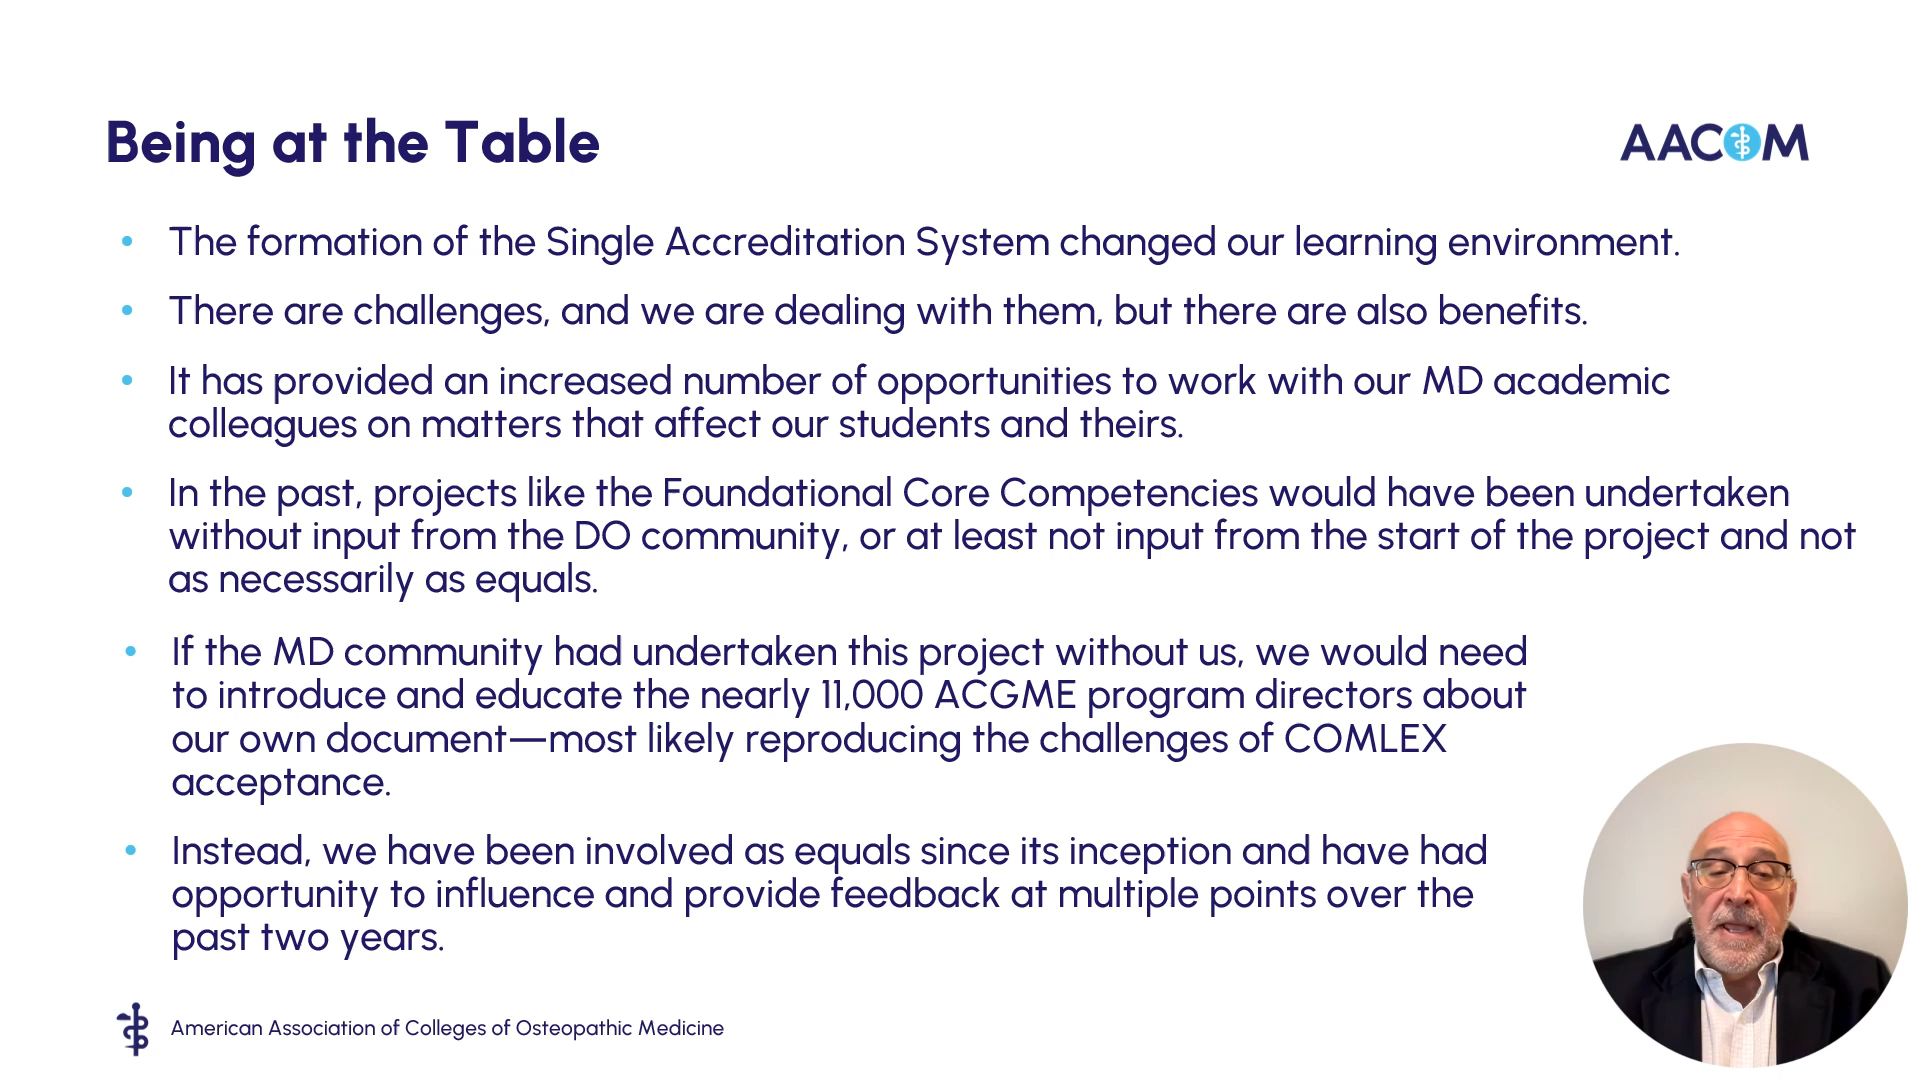 Being at the Table
AACOM
• The formation of the Single Accreditation System changed our learning environment.
• There are challenges, and we are dealing with them, but there are also benefits.
• It has provided an increased number of opportunities to work with our MD academic
colleagues on matters that affect our students and theirs.
• In the past, projects like the Foundational Core Competencies would have been undertaken
without input from the DO community, or at least not input from the start of the project and not
as necessarily as equals.
• If the MD community had undertaken this project without us, we would need
to introduce and educate the nearly 11,000 ACGME program directors about
our own document—most likely reproducing the challenges of COMLEX
acceptance.
• Instead, we have been involved as equals since its inception and have had
opportunity to influence and provide feedback at multiple points over the
past two years.
American Association of Colleges of Osteopathic Medicine